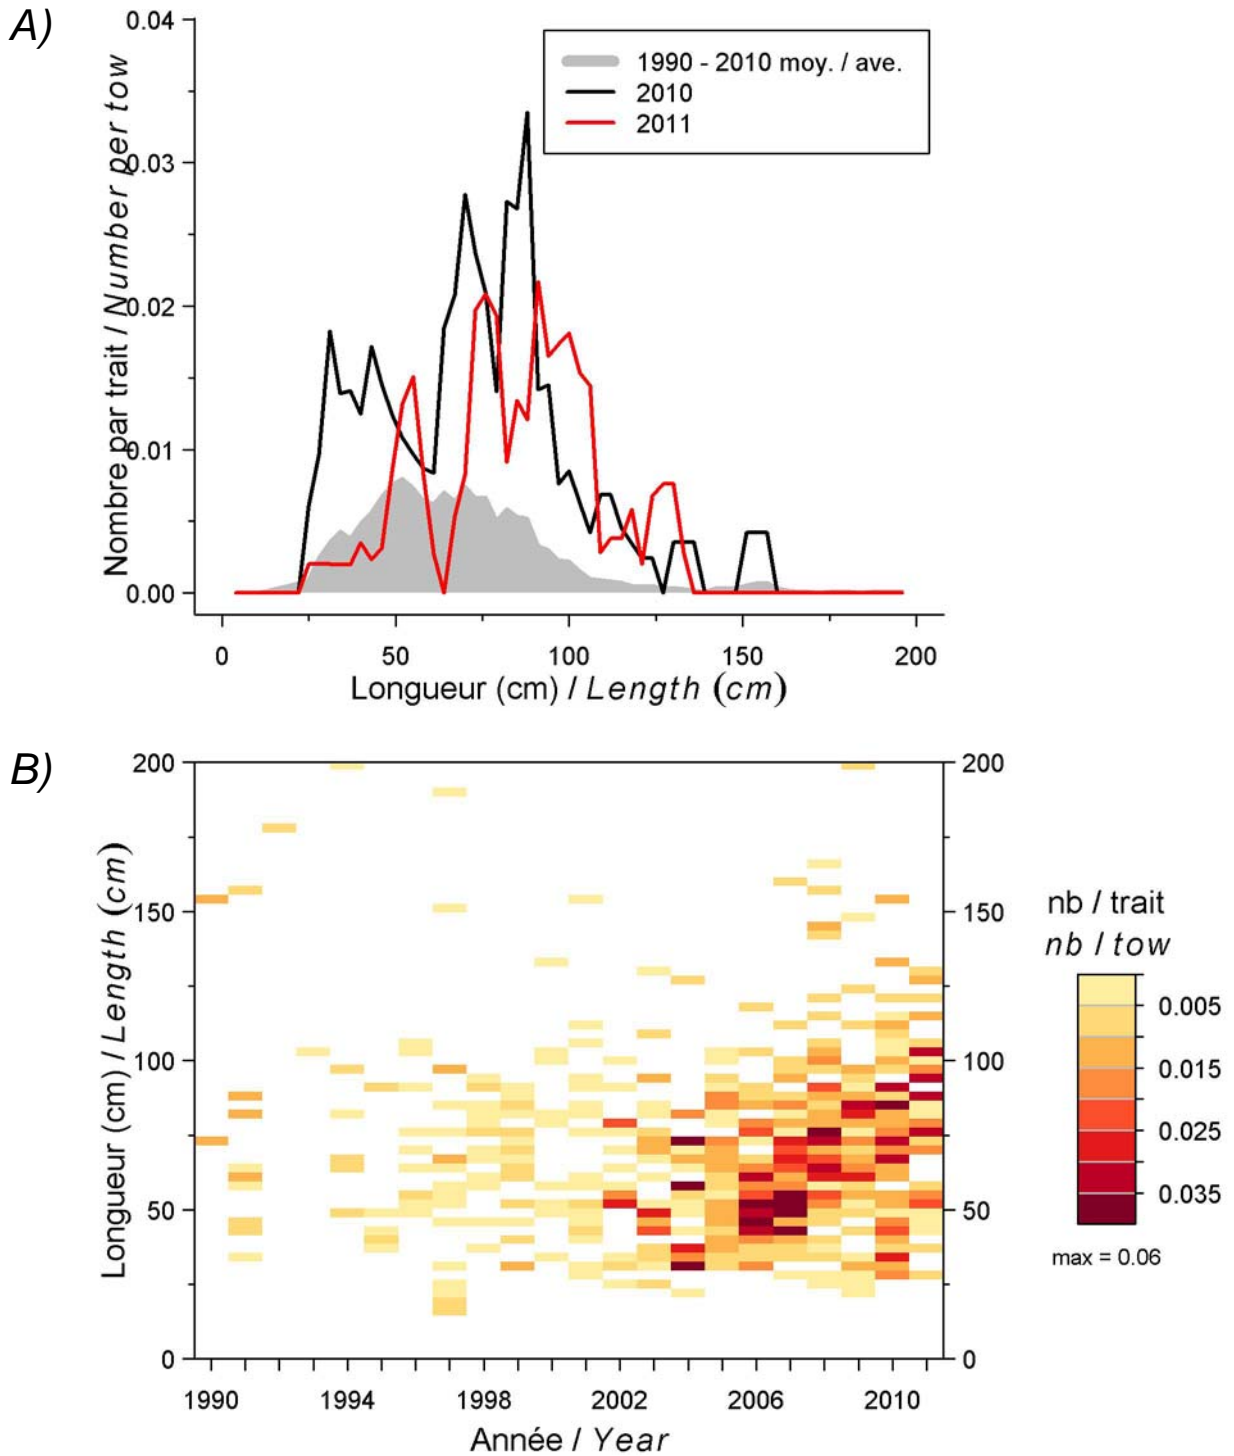 A)
0.04
0.03
0.02
0.01
0.00
Nombre par trait / Number per tow
1990 - 2010 moy. / ave.
2010
2011
0 50 100 150 200
Longueur (cm) / Length (cm)
B)
200
150
100
50
0
Longueur (cm) / Length (cm)
200
150
100
50
0
1990 1994 1998 2002 2006 2010
Année / Year
nb / trait
nb / tow
0.005
0.015
0.025
0.035
max = 0.06